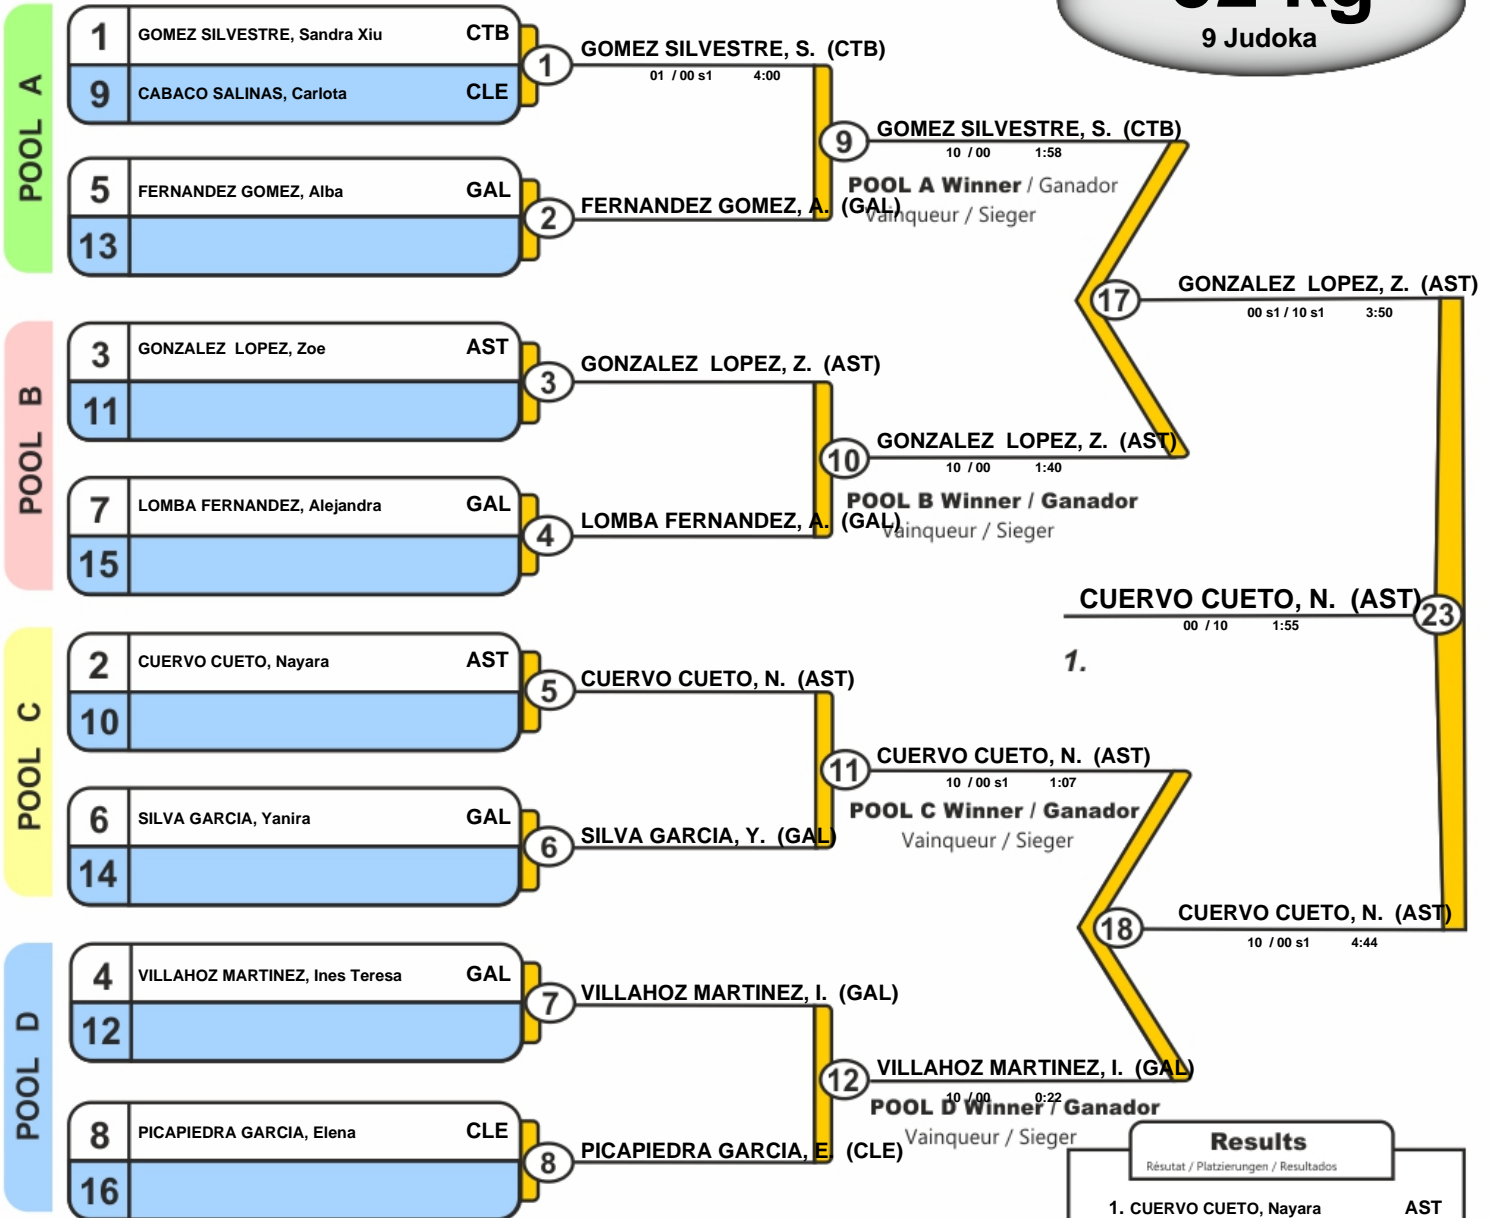 52 kg
9 Judoka
POOL A
1 GOMEZ SILVESTRE, Sandra Xiu CTB
9 CABACO SALINAS, Carlota CLE
5 FERNANDEZ GOMEZ, Alba GAL
13
1 GOMEZ SILVESTRE, S. (CTB)
01 / 00 s1 4:00
2 FERNANDEZ GOMEZ, A. (GAL)
9 GOMEZ SILVESTRE, S. (CTB)
10 / 00 1:58
POOL A Winner / Ganador
Vainqueur / Sieger
POOL B
3 GONZALEZ LOPEZ, Zoe AST
11
7 LOMBA FERNANDEZ, Alejandra GAL
15
3 GONZALEZ LOPEZ, Z. (AST)
4 LOMBA FERNANDEZ, A. (GAL)
10 GONZALEZ LOPEZ, Z. (AST)
10 / 00 1:40
POOL B Winner / Ganador
Vainqueur / Sieger
17 GONZALEZ LOPEZ, Z. (AST)
00 s1 / 10 s1 3:50
CUERVO CUETO, N. (AST) 23
00 / 10 1:55
1.
POOL C
2 CUERVO CUETO, Nayara AST
10
6 SILVA GARCIA, Yanira GAL
14
5 CUERVO CUETO, N. (AST)
6 SILVA GARCIA, Y. (GAL)
11 CUERVO CUETO, N. (AST)
10 / 00 s1 1:07
POOL C Winner / Ganador
Vainqueur / Sieger
18 CUERVO CUETO, N. (AST)
10 / 00 s1 4:44
POOL D
4 VILLAHOZ MARTINEZ, Ines Teresa GAL
12
8 PICAPIEDRA GARCIA, Elena CLE
16
7 VILLAHOZ MARTINEZ, I. (GAL)
8 PICAPIEDRA GARCIA, E. (CLE)
12 VILLAHOZ MARTINEZ, I. (GAL)
10 / 00 0:22
POOL D Winner / Ganador
Vainqueur / Sieger
Results
Résutat / Platzierungen / Resultados
1. CUERVO CUETO, Nayara AST